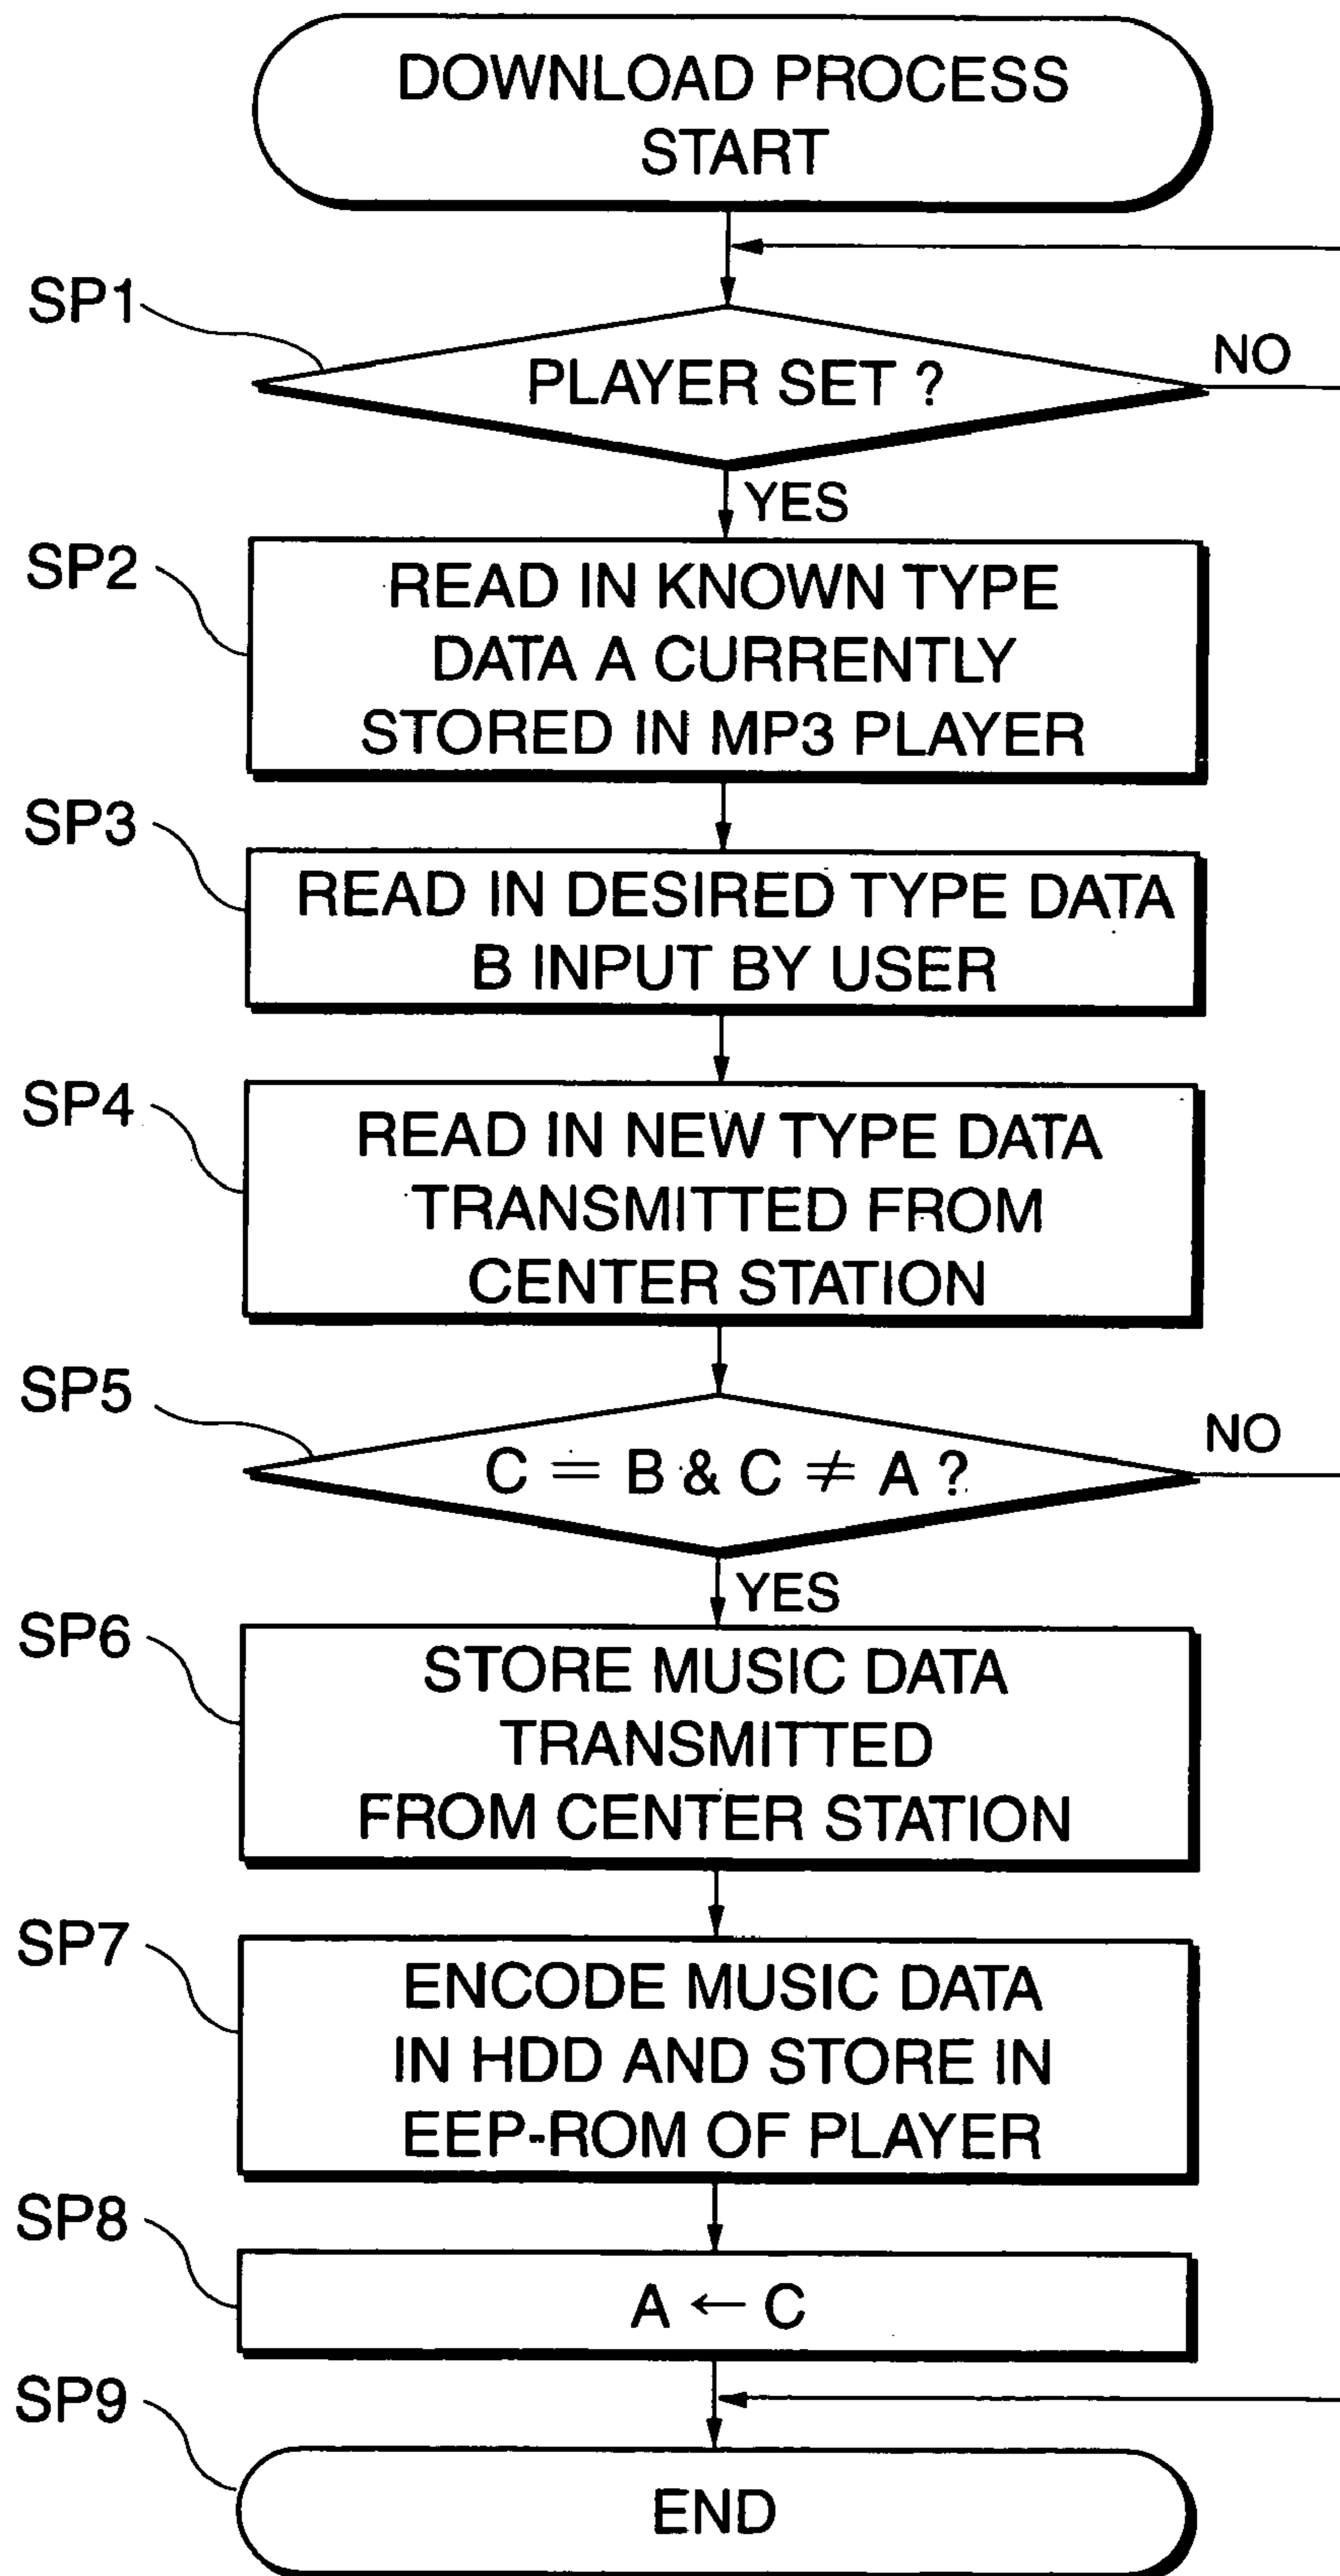 DOWNLOAD PROCESS
START
SP1
PLAYER SET ?
NO
YES
SP2
READ IN KNOWN TYPE
DATA A CURRENTLY
STORED IN MP3 PLAYER
SP3
READ IN DESIRED TYPE DATA
B INPUT BY USER
SP4
READ IN NEW TYPE DATA
TRANSMITTED FROM
CENTER STATION
SP5
C = B & C ≠ A ?
NO
YES
SP6
STORE MUSIC DATA
TRANSMITTED
FROM CENTER STATION
SP7
ENCODE MUSIC DATA
IN HDD AND STORE IN
EEP-ROM OF PLAYER
SP8
A ← C
SP9
END